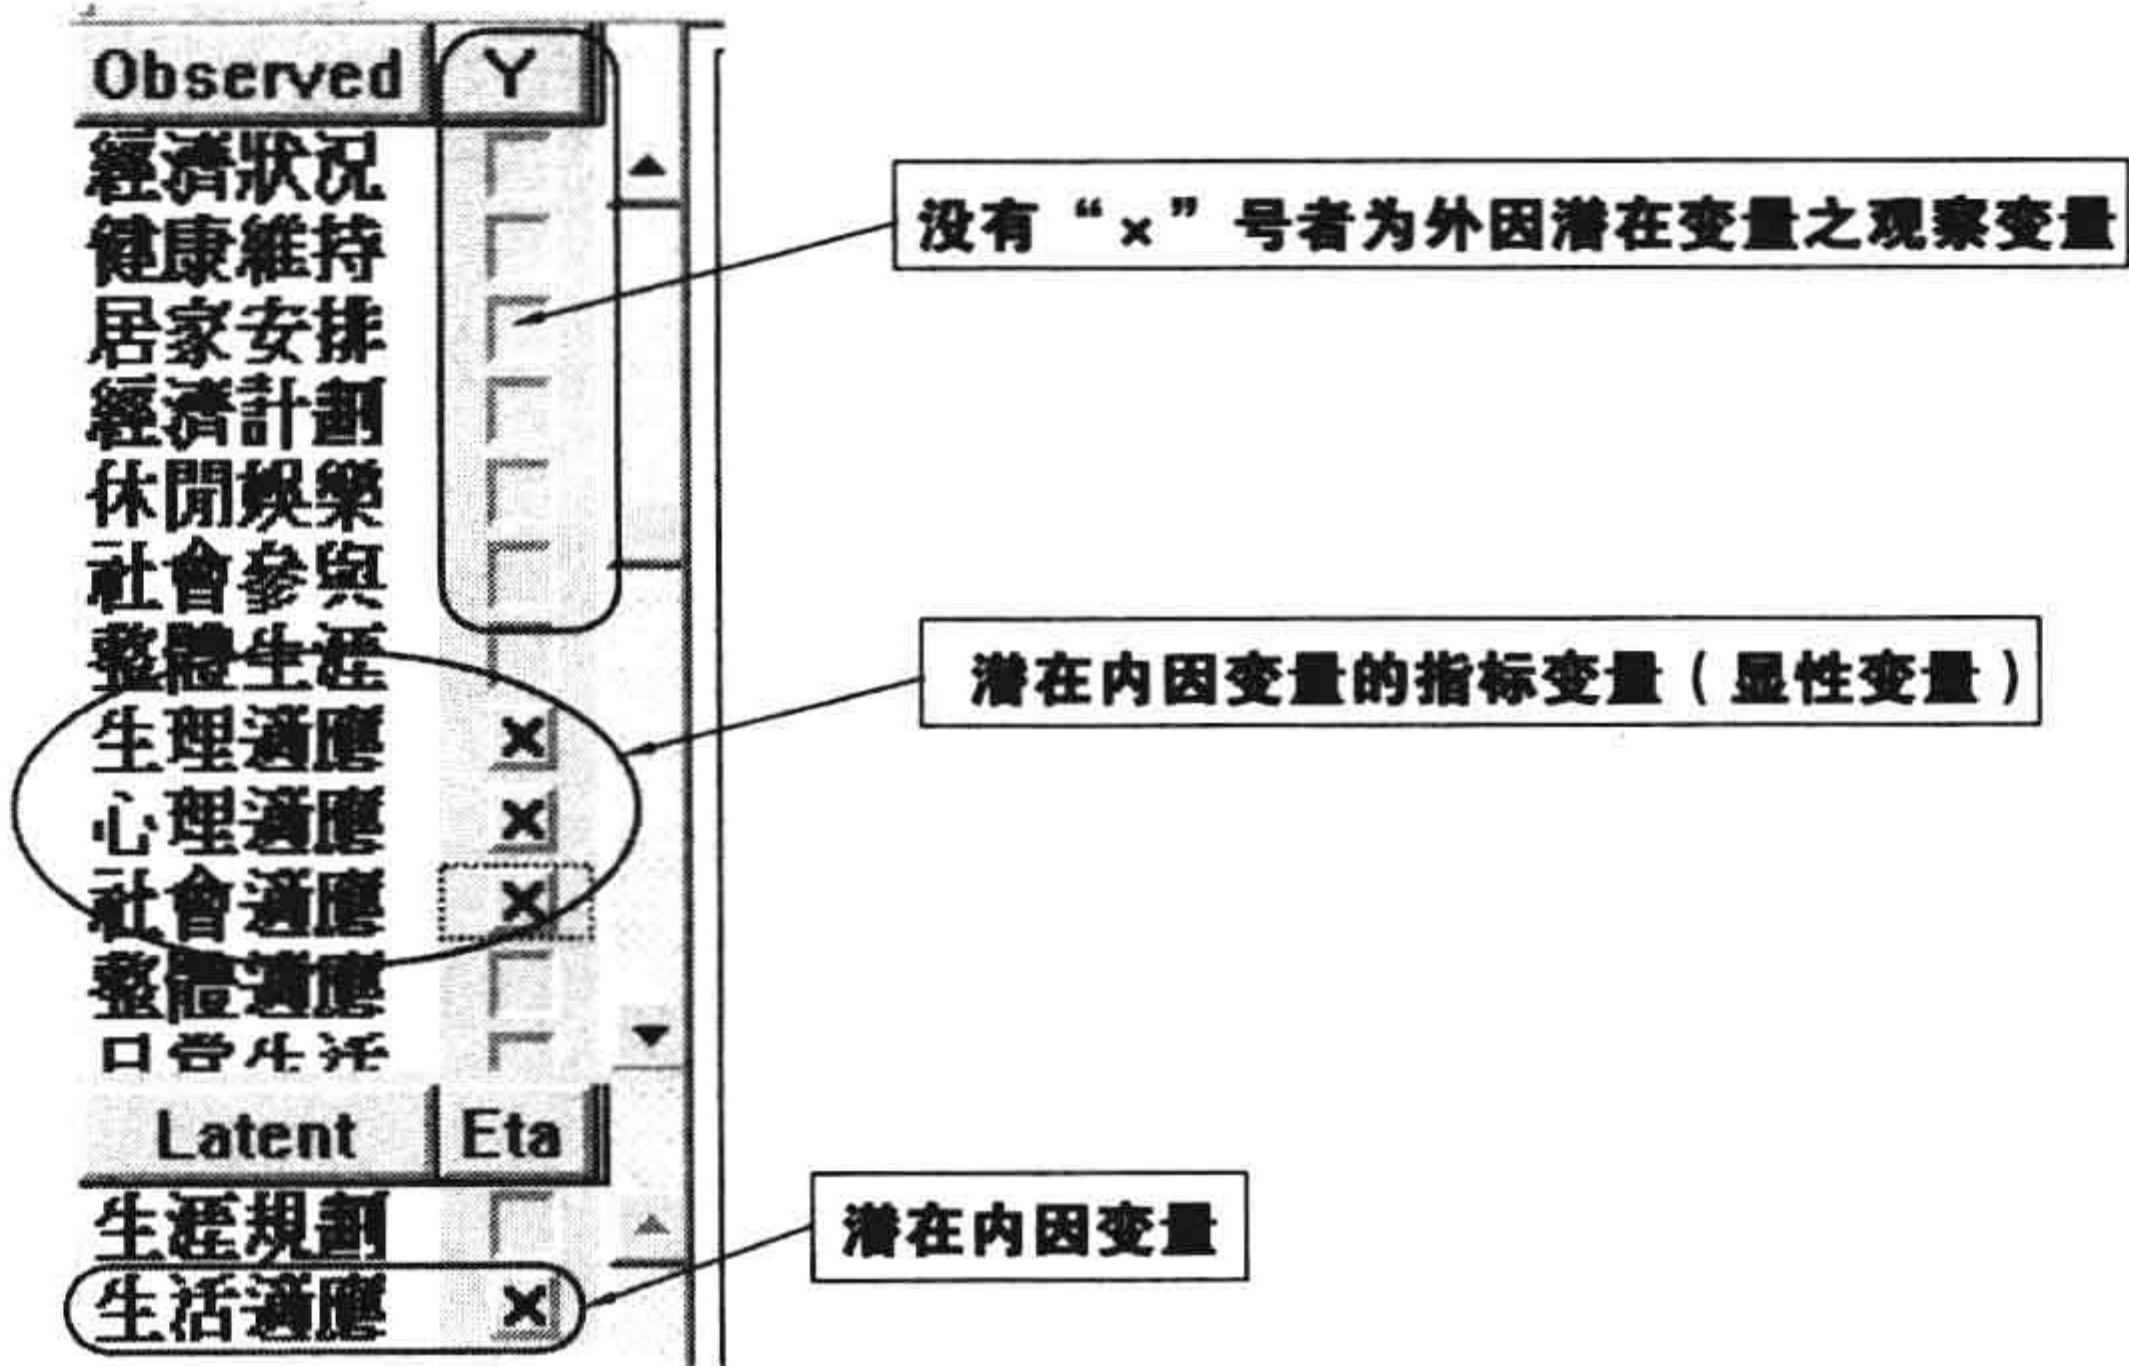 Observed Y
經濟狀況
健康維持
居家安排
經濟計劃
休閒娛樂
社會參與
整體生涯
生理適應 ×
心理適應 ×
社會適應 ×
整體適應
日常生活
Latent Eta
生涯規劃
生活適應 ×
没有“×”号者为外因潜在变量之观察变量
潜在内因变量的指标变量(显性变量)
潜在内因变量